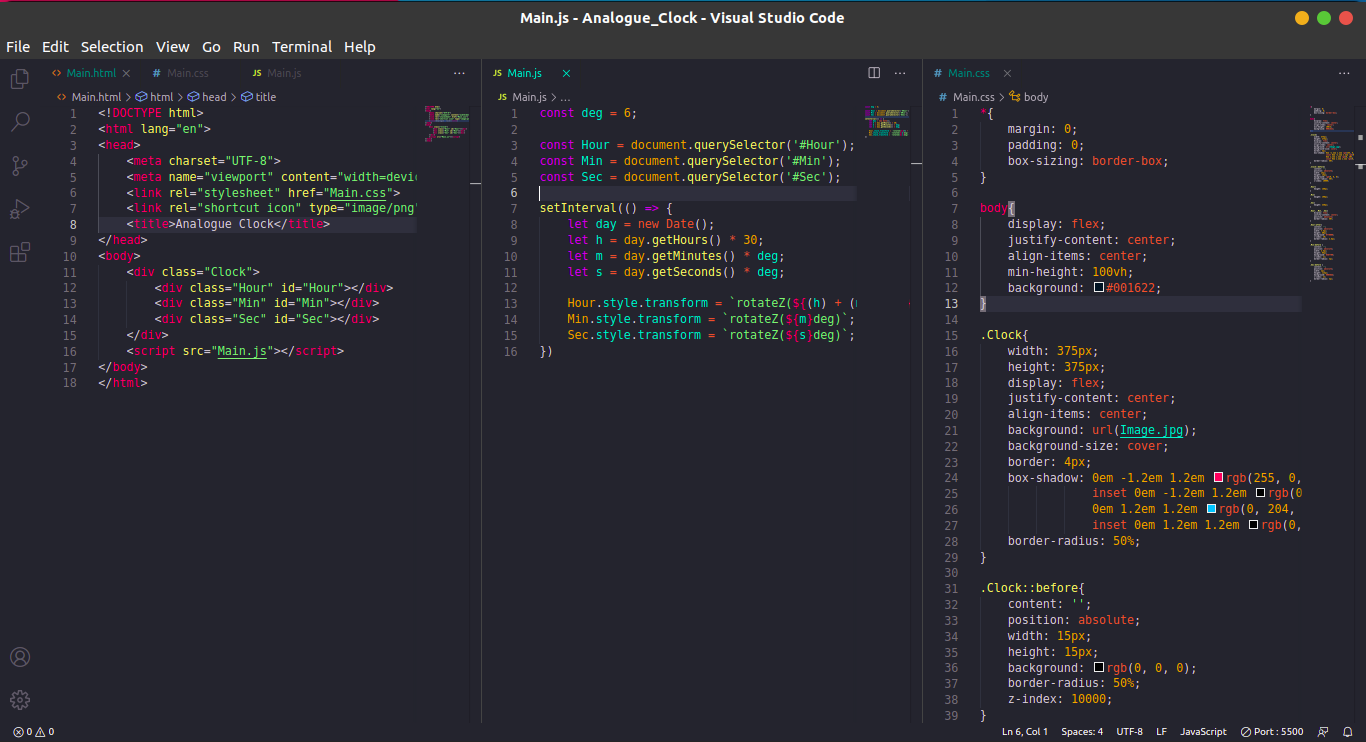 Main.js - Analogue_Clock - Visual Studio Code
File Edit Selection View Go Run Terminal Help
Main.html
Main.css
Main.js
Main.html > html > head > title
1 <!DOCTYPE html>
2 <html lang="en">
3 <head>
4 <meta charset="UTF-8">
5 <meta name="viewport" content="width=devi
6 <link rel="stylesheet" href="Main.css">
7 <link rel="shortcut icon" type="image/png"
8 <title>Analogue Clock</title>
9 </head>
10 <body>
11 <div class="Clock">
12 <div class="Hour" id="Hour"></div>
13 <div class="Min" id="Min"></div>
14 <div class="Sec" id="Sec"></div>
15 </div>
16 <script src="Main.js"></script>
17 </body>
18 </html>
JS Main.js
JS Main.js > ...
1 const deg = 6;
2
3 const Hour = document.querySelector('#Hour');
4 const Min = document.querySelector('#Min');
5 const Sec = document.querySelector('#Sec');
6
7 setInterval(() => {
8 let day = new Date();
9 let h = day.getHours() * 30;
10 let m = day.getMinutes() * deg;
11 let s = day.getSeconds() * deg;
12
13 Hour.style.transform = `rotateZ(${(h) + (
14 Min.style.transform = `rotateZ(${m}deg)`;
15 Sec.style.transform = `rotateZ(${s}deg)`;
16 })
# Main.css
# Main.css > body
1 *{
2 margin: 0;
3 padding: 0;
4 box-sizing: border-box;
5 }
6
7 body{
8 display: flex;
9 justify-content: center;
10 align-items: center;
11 min-height: 100vh;
12 background: #001622;
13 }
14
15 .Clock{
16 width: 375px;
17 height: 375px;
18 display: flex;
19 justify-content: center;
20 align-items: center;
21 background: url(Image.jpg);
22 background-size: cover;
23 border: 4px;
24 box-shadow: 0em -1.2em 1.2em rgb(255, 0,
25 inset 0em -1.2em 1.2em rgb(0
26 0em 1.2em 1.2em rgb(0, 204,
27 inset 0em 1.2em 1.2em rgb(0,
28 border-radius: 50%;
29 }
30
31 .Clock::before{
32 content: '';
33 position: absolute;
34 width: 15px;
35 height: 15px;
36 background: rgb(0, 0, 0);
37 border-radius: 50%;
38 z-index: 10000;
39 }
0 0
Ln 6, Col 1 Spaces: 4 UTF-8 LF JavaScript Port : 5500